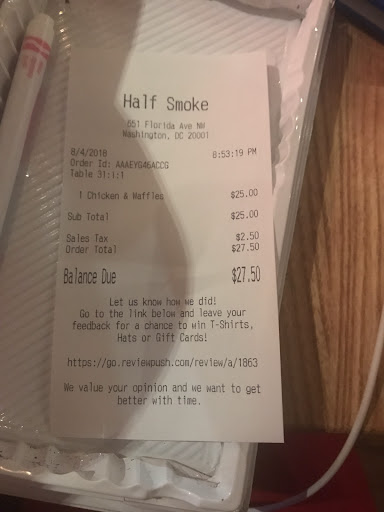 Half Smoke
651 Florida Ave NW
Washington, DC 20001
8/4/2018 8:53:19 PM
Order Id: AAAEYG46ACCG
Table 31:1:1
1 Chicken & Waffles $25.00
Sub Total $25.00
Sales Tax $2.50
Order Total $27.50
Balance Due $27.50
Let us know how we did!
Go to the link below and leave your
feedback for a chance to win T-Shirts,
Hats or Gift Cards!
https://go.reviewpush.com/review/a/1863
We value your opinion and we want to get
better with time.